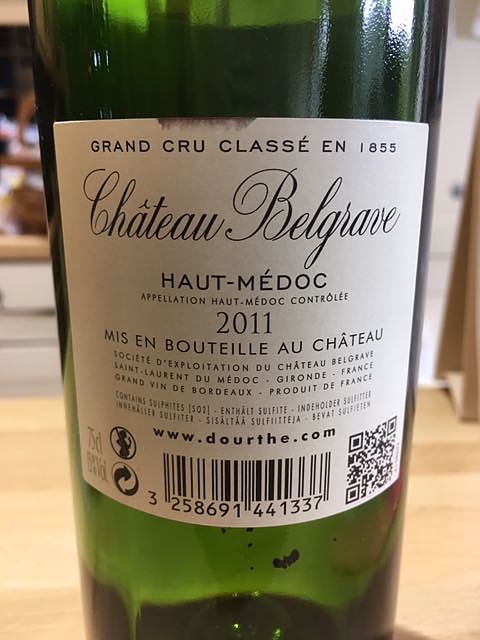 GRAND CRU CLASSÉ EN 1855
Château Belgrave
HAUT-MÉDOC
APPELLATION HAUT-MÉDOC CONTRÔLÉE
2011
MIS EN BOUTEILLE AU CHÂTEAU
SOCIÉTÉ D'EXPLOITATION DU CHÂTEAU BELGRAVE
SAINT-LAURENT DU MÉDOC - GIRONDE - FRANCE
GRAND VIN DE BORDEAUX - PRODUIT DE FRANCE
CONTAINS SULPHITES [SO2] - ENTHÄLT SULFITE - INDEHOLDER SULFITTER
INNEHÅLLER SULFITER - SISÄLTÄÄ SULFIITTEJA - BEVAT SULFIETEN
www.dourthe.com
75cl
13%Vol.
3 258691 441337